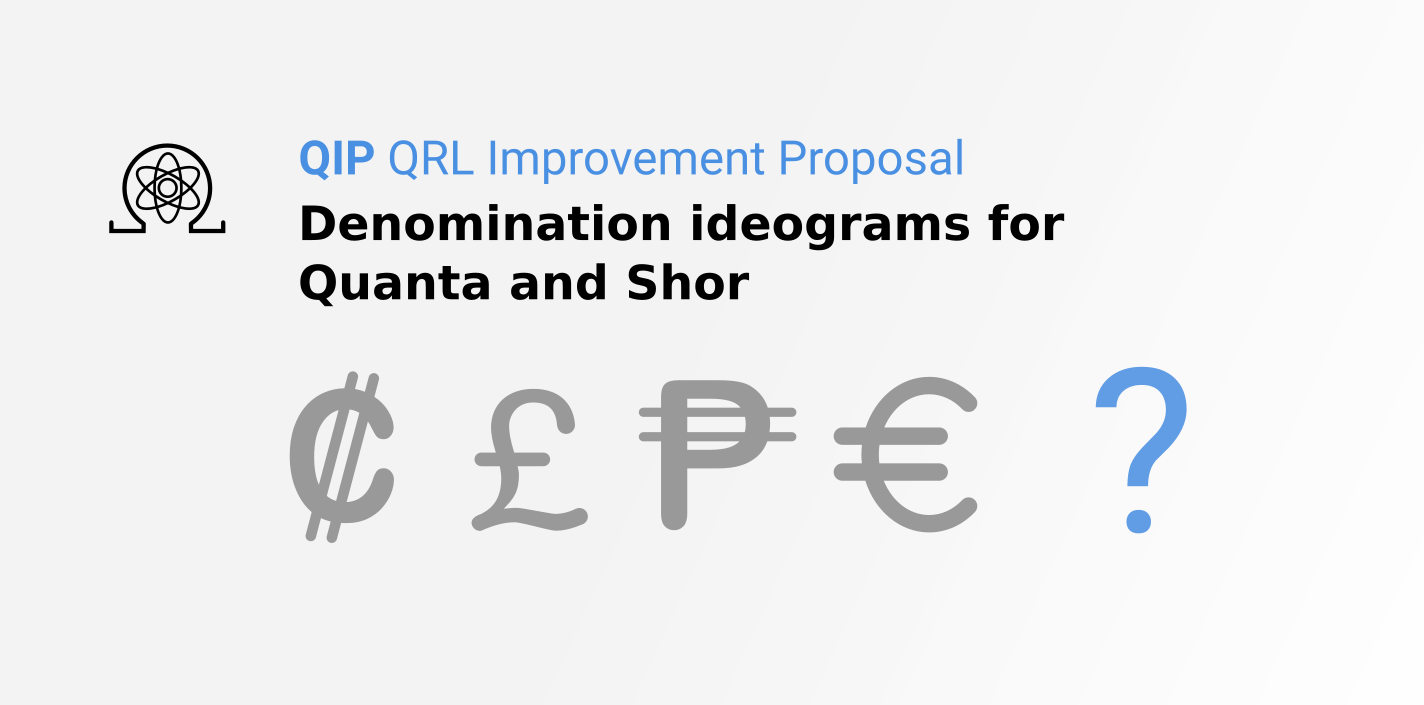 QIP QRL Improvement Proposal
Denomination ideograms for
Quanta and Shor
₡ £ ₱ € ?